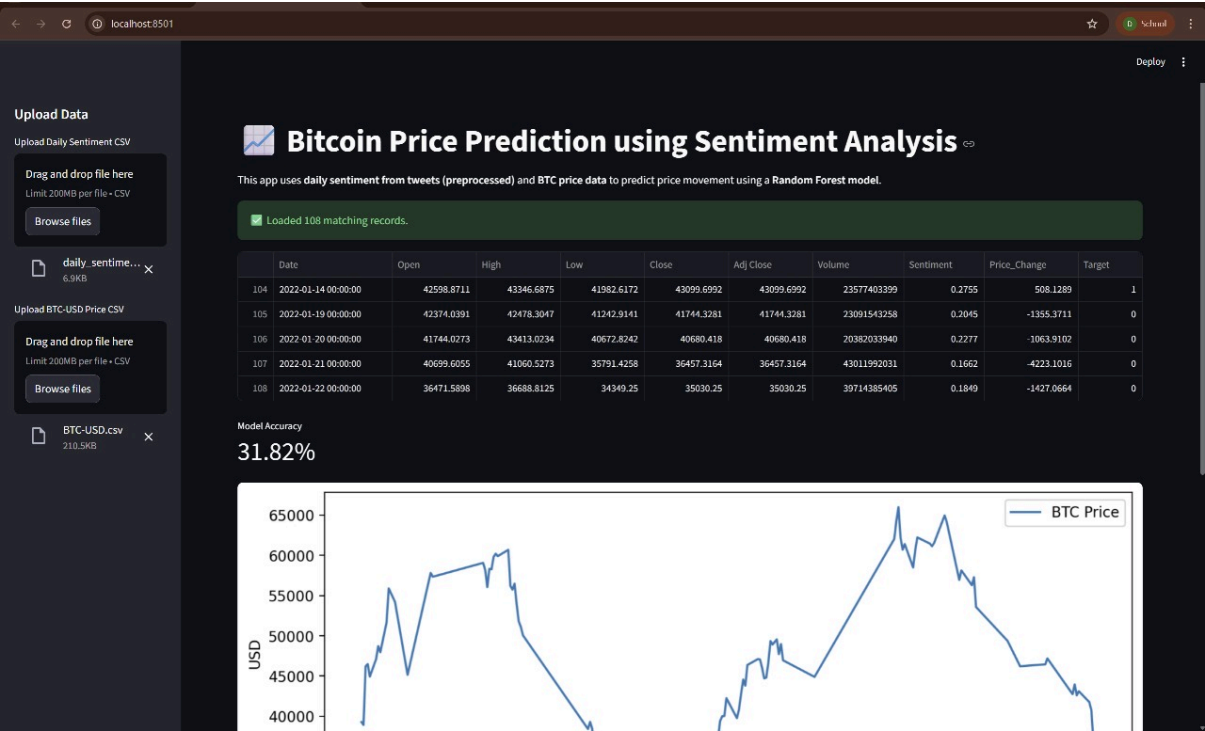 localhost:8501
D School
Deploy
Upload Data
Upload Daily Sentiment CSV
Drag and drop file here
Limit 200MB per file • CSV
Browse files
daily_sentime...
6.9KB
Upload BTC-USD Price CSV
Drag and drop file here
Limit 200MB per file • CSV
Browse files
BTC-USD.csv
210.5KB
Bitcoin Price Prediction using Sentiment Analysis
This app uses daily sentiment from tweets (preprocessed) and BTC price data to predict price movement using a Random Forest model.
Loaded 108 matching records.
Date Open High Low Close Adj Close Volume Sentiment Price_Change Target
104 2022-01-14 00:00:00 42598.8711 43346.6875 41982.6172 43099.6992 43099.6992 23577403399 0.2755 508.1289 1
105 2022-01-19 00:00:00 42374.0391 42478.3047 41242.9141 41744.3281 41744.3281 23091543258 0.2045 -1355.3711 0
106 2022-01-20 00:00:00 41744.0273 43413.0234 40672.8242 40680.418 40680.418 20382033940 0.2277 -1063.9102 0
107 2022-01-21 00:00:00 40699.6055 41060.5273 35791.4258 36457.3164 36457.3164 43011992031 0.1662 -4223.1016 0
108 2022-01-22 00:00:00 36471.5898 36688.8125 34349.25 35030.25 35030.25 39714385405 0.1849 -1427.0664 0
Model Accuracy
31.82%
BTC Price
65000
60000
55000
50000
45000
40000
USD